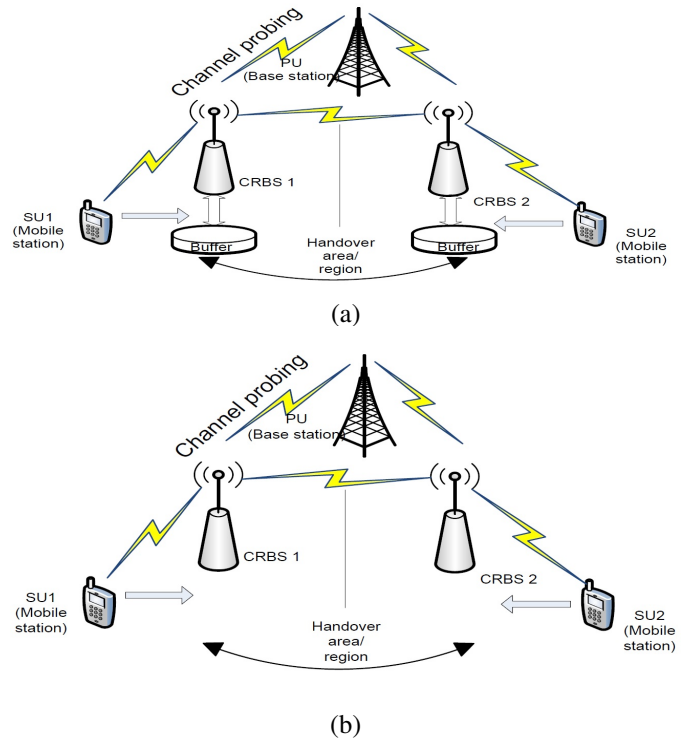 Channel probing
PU
(Base station)
CRBS 1
CRBS 2
SU1
(Mobile
station)
SU2
(Mobile
station)
Buffer
Handover
area/
region
Buffer
(a)
Channel probing
PU
(Base station)
CRBS 1
CRBS 2
SU1
(Mobile
station)
SU2
(Mobile
station)
Handover
area/
region
(b)